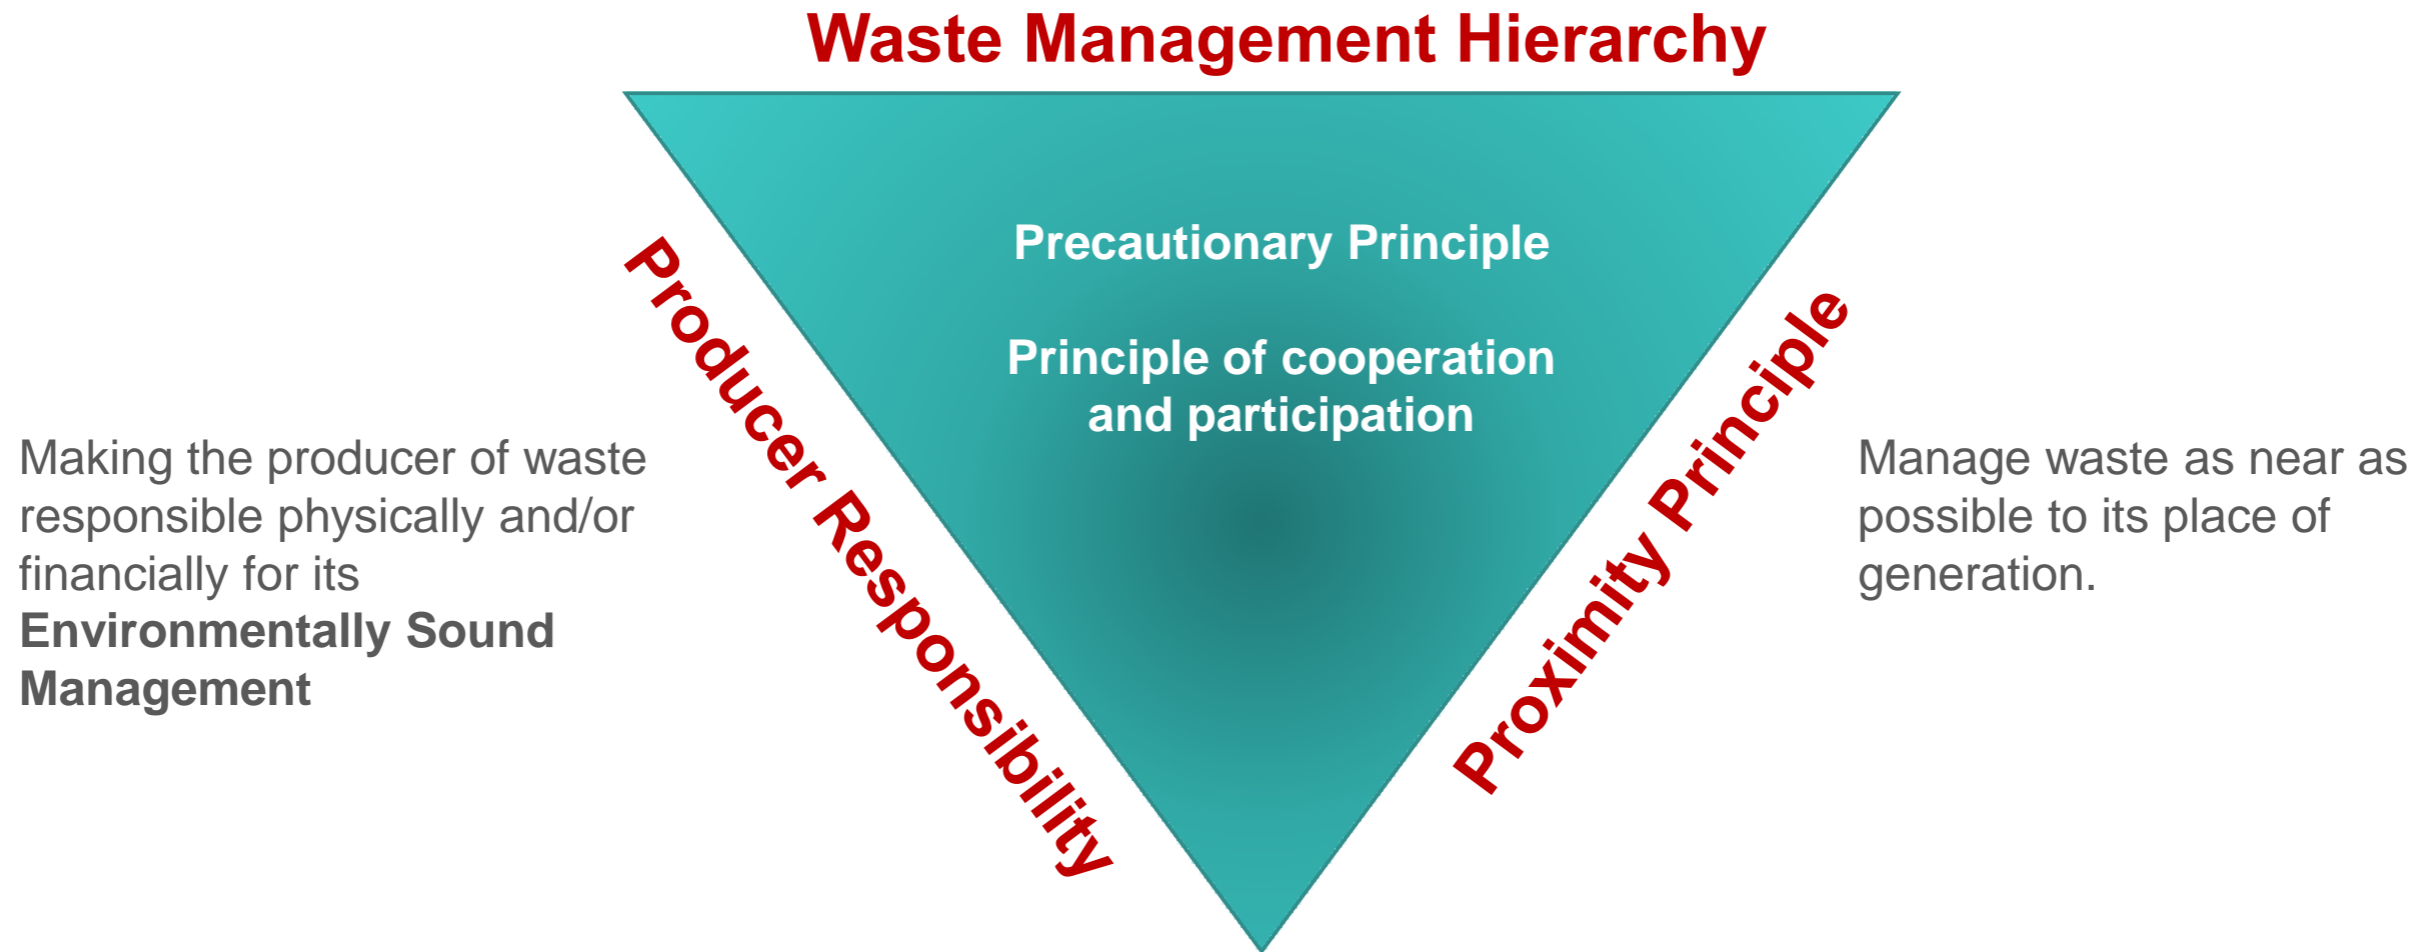 Waste Management Hierarchy
Precautionary Principle
Principle of cooperation
and participation
Producer Responsibility
Proximity Principle
Making the producer of waste
responsible physically and/or
financially for its
Environmentally Sound
Management
Manage waste as near as
possible to its place of
generation.